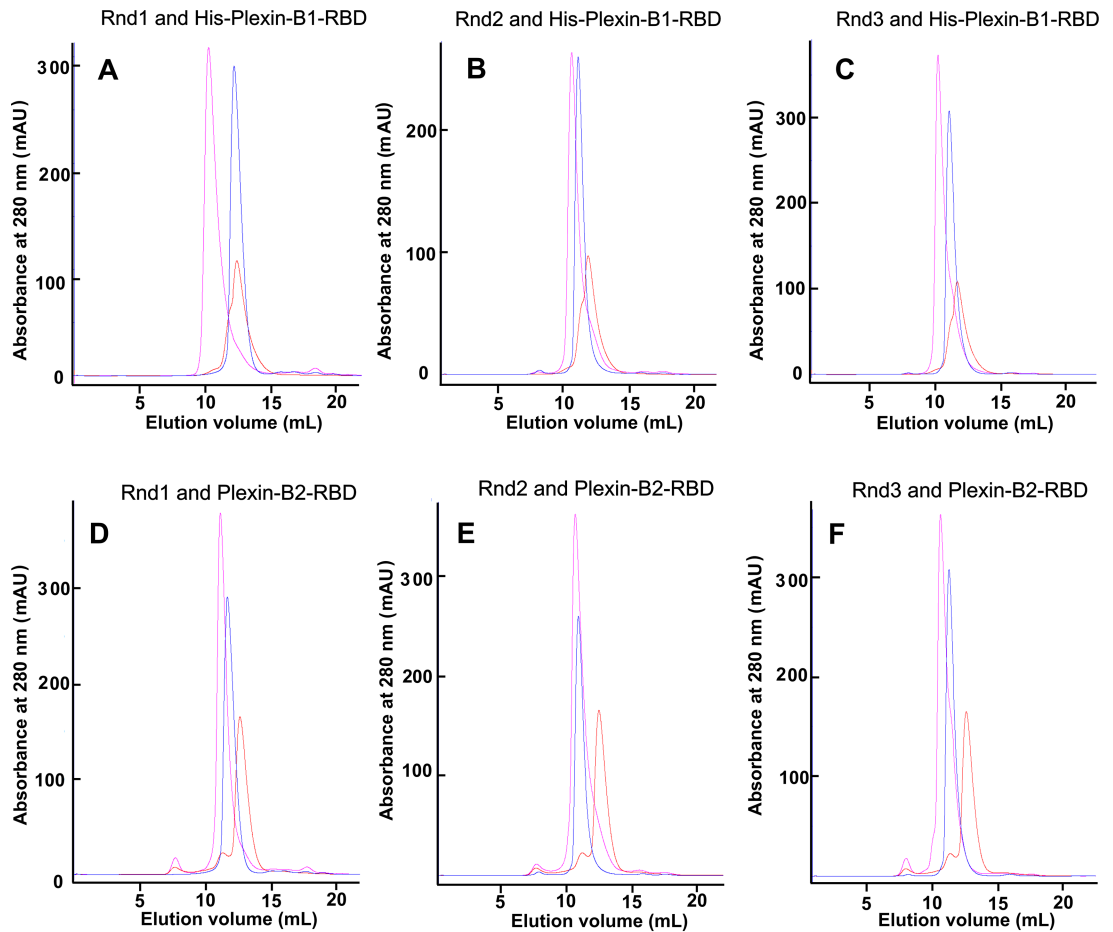 Rnd1 and His-Plexin-B1-RBD
Rnd2 and His-Plexin-B1-RBD
Rnd3 and His-Plexin-B1-RBD
A
B
C
Absorbance at 280 nm (mAU)
300
200
100
0
5
10
15
20
Elution volume (mL)
Absorbance at 280 nm (mAU)
200
100
0
5
10
15
20
Elution volume (mL)
Absorbance at 280 nm (mAU)
300
200
100
0
5
10
15
20
Elution volume (mL)
Rnd1 and Plexin-B2-RBD
Rnd2 and Plexin-B2-RBD
Rnd3 and Plexin-B2-RBD
D
E
F
Absorbance at 280 nm (mAU)
300
200
100
0
5
10
15
20
Elution volume (mL)
Absorbance at 280 nm (mAU)
300
200
100
0
5
10
15
20
Elution volume (mL)
Absorbance at 280 nm (mAU)
300
200
100
5
10
15
20
Elution volume (mL)